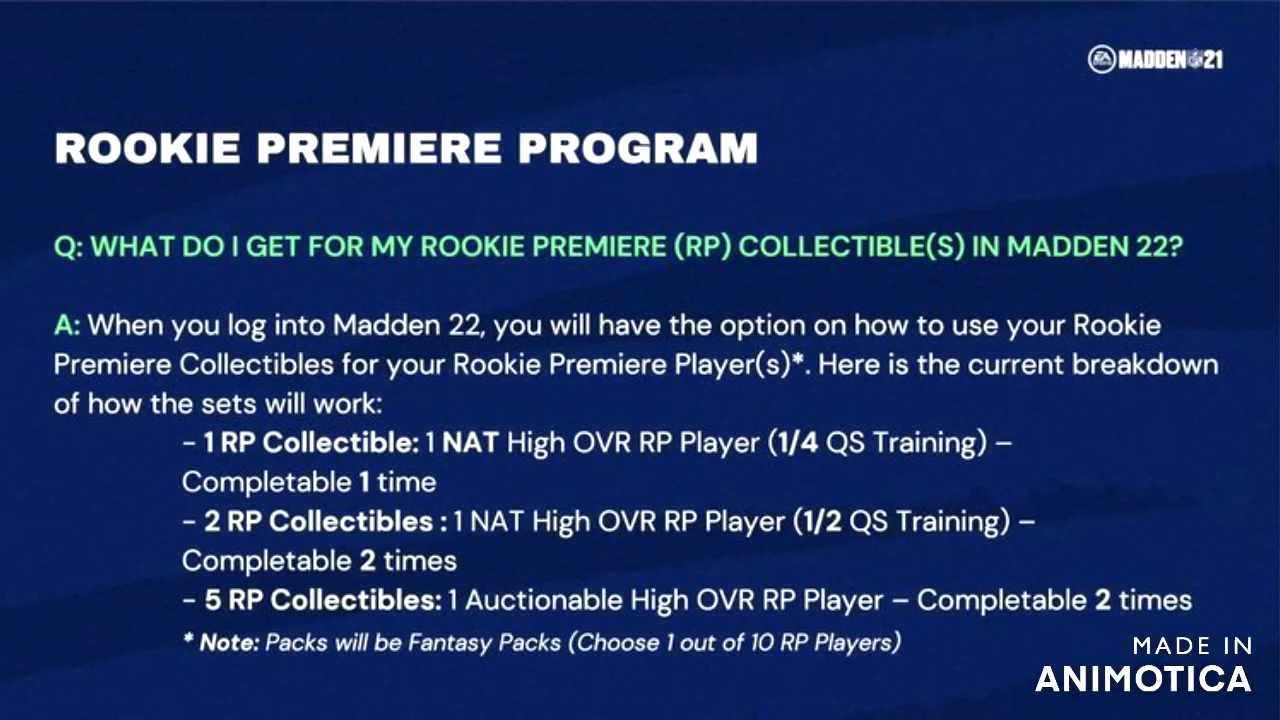 EA SPORTS MADDEN NFL 21
ROOKIE PREMIERE PROGRAM
Q: WHAT DO I GET FOR MY ROOKIE PREMIERE (RP) COLLECTIBLE(S) IN MADDEN 22?
A: When you log into Madden 22, you will have the option on how to use your Rookie
Premiere Collectibles for your Rookie Premiere Player(s)*. Here is the current breakdown
of how the sets will work:
– 1 RP Collectible: 1 NAT High OVR RP Player (1/4 QS Training) –
Completable 1 time
– 2 RP Collectibles : 1 NAT High OVR RP Player (1/2 QS Training) –
Completable 2 times
– 5 RP Collectibles: 1 Auctionable High OVR RP Player – Completable 2 times
* Note: Packs will be Fantasy Packs (Choose 1 out of 10 RP Players)
MADE IN
ANIMOTICA